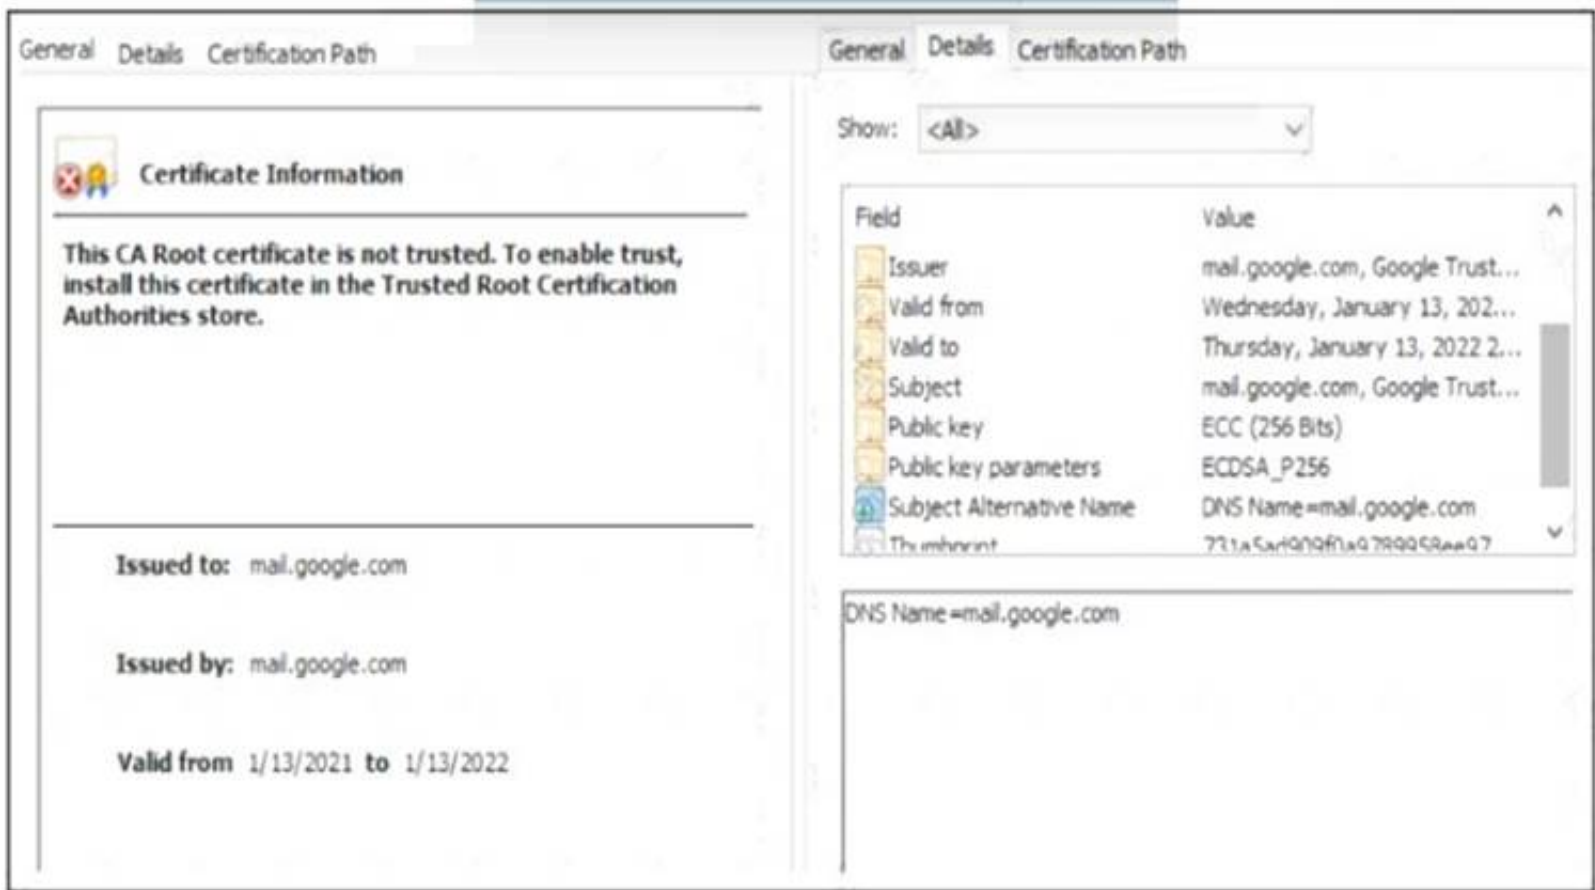 General Details Certification Path
Certificate Information
This CA Root certificate is not trusted. To enable trust,
install this certificate in the Trusted Root Certification
Authorities store.
Issued to: mail.google.com
Issued by: mail.google.com
Valid from 1/13/2021 to 1/13/2022
General Details Certification Path
Show: <All>
Field Value
Issuer mail.google.com, Google Trust...
Valid from Wednesday, January 13, 202...
Valid to Thursday, January 13, 2022 2...
Subject mail.google.com, Google Trust...
Public key ECC (256 Bits)
Public key parameters ECDSA_P256
Subject Alternative Name DNS Name=mail.google.com
Thumbprint
DNS Name=mail.google.com